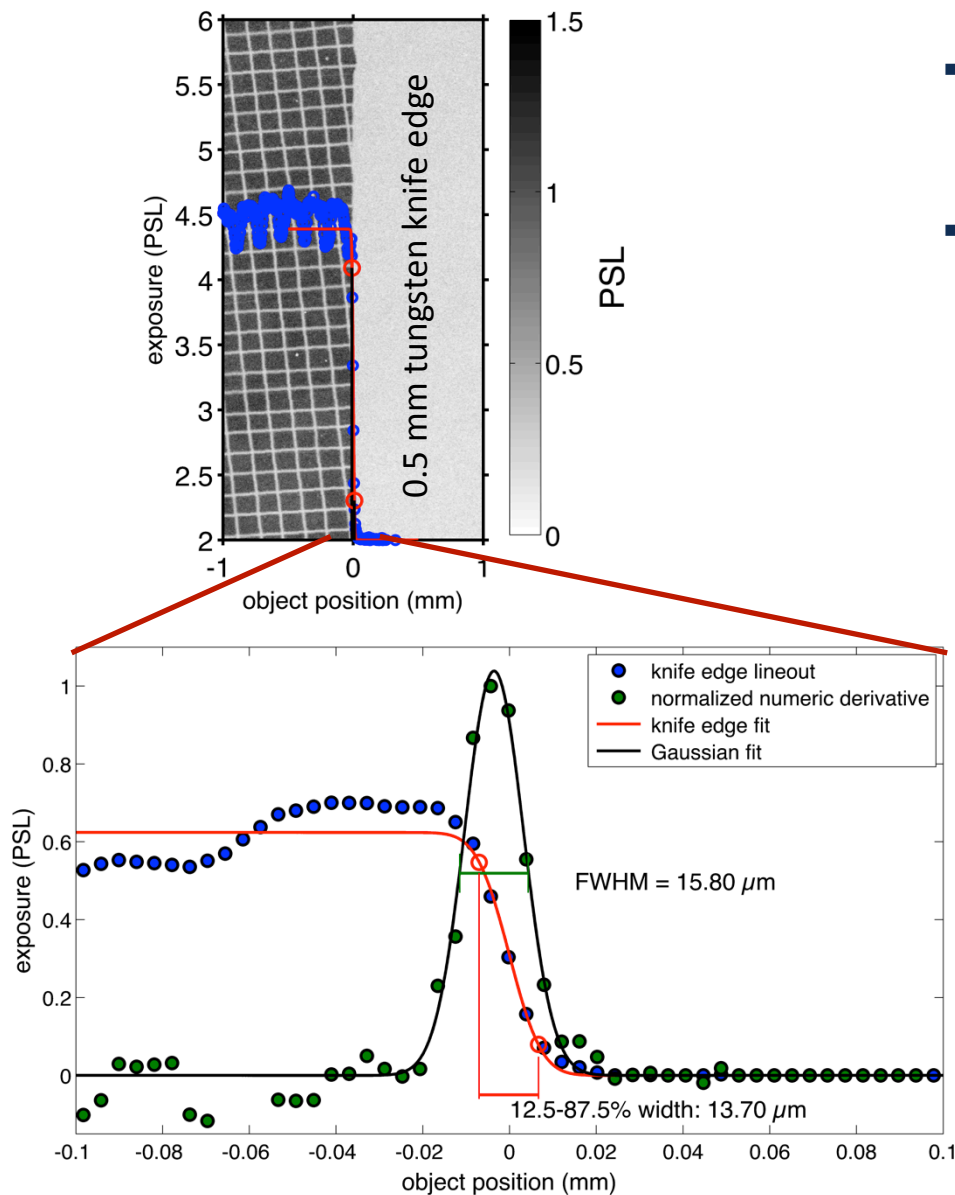 6
5.5
5
4.5
4
3.5
3
2.5
2
exposure (PSL)
-1
0
1
object position (mm)
0.5 mm tungsten knife edge
1.5
1
0.5
0
PSL
knife edge lineout
normalized numeric derivative
knife edge fit
Gaussian fit
1
0.8
0.6
0.4
0.2
0
exposure (PSL)
FWHM = 15.80 µm
12.5-87.5% width: 13.70 µm
-0.1
-0.08
-0.06
-0.04
-0.02
0
0.02
0.04
0.06
0.08
0.1
object position (mm)